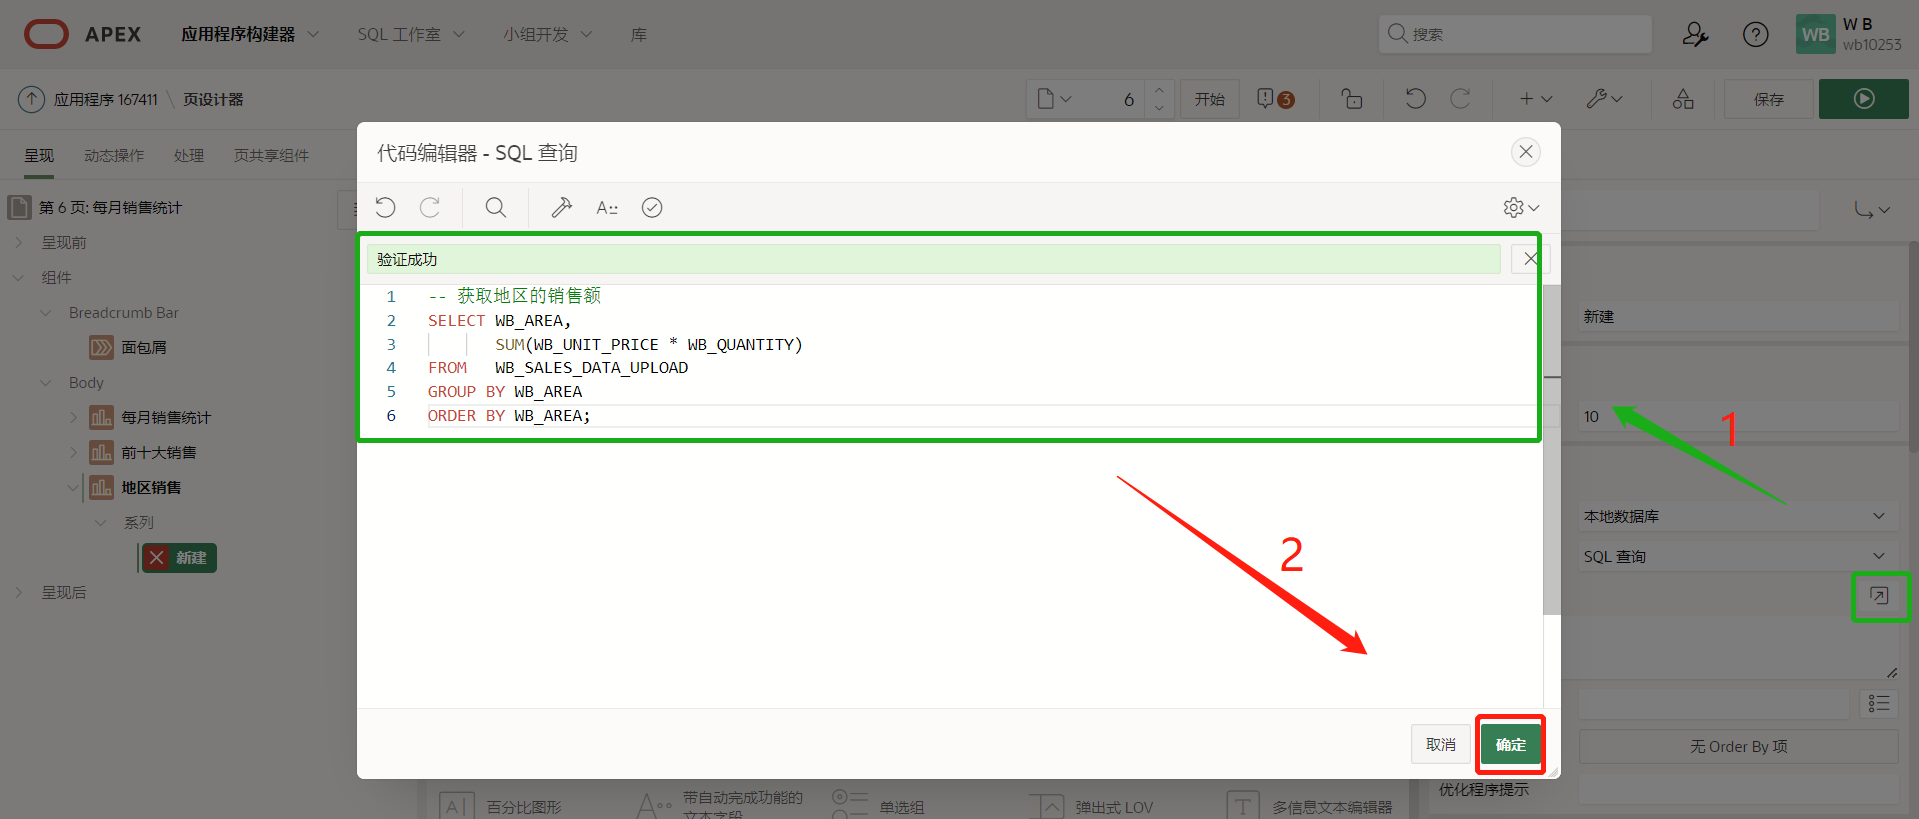 APEX 应用程序构建器 SQL 工作室 小组开发 库 搜索 WB W B
wb10253
应用程序 167411 \ 页设计器 6 开始 3 保存
呈现 动态操作 处理 页共享组件
代码编辑器 - SQL 查询
第 6 页: 每月销售统计
呈现前
组件
Breadcrumb Bar
面包屑
Body
每月销售统计
前十大销售
地区销售
系列
新建
呈现后
验证成功
1 -- 获取地区的销售额
2 SELECT WB_AREA,
3 SUM(WB_UNIT_PRICE * WB_QUANTITY)
4 FROM WB_SALES_DATA_UPLOAD
5 GROUP BY WB_AREA
6 ORDER BY WB_AREA;
新建
10
1
本地数据库
SQL 查询
2
取消 确定
无 Order By 项
优化程序提示
百分比图形
带自动完成功能的
文本字段
单选组
弹出式 LOV
多信息文本编辑器